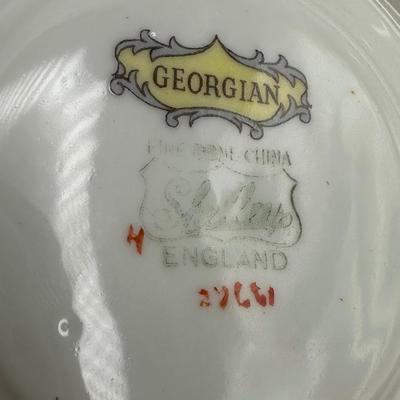 GEORGIAN
FINE BONE CHINA
Shelley
ENGLAND
H